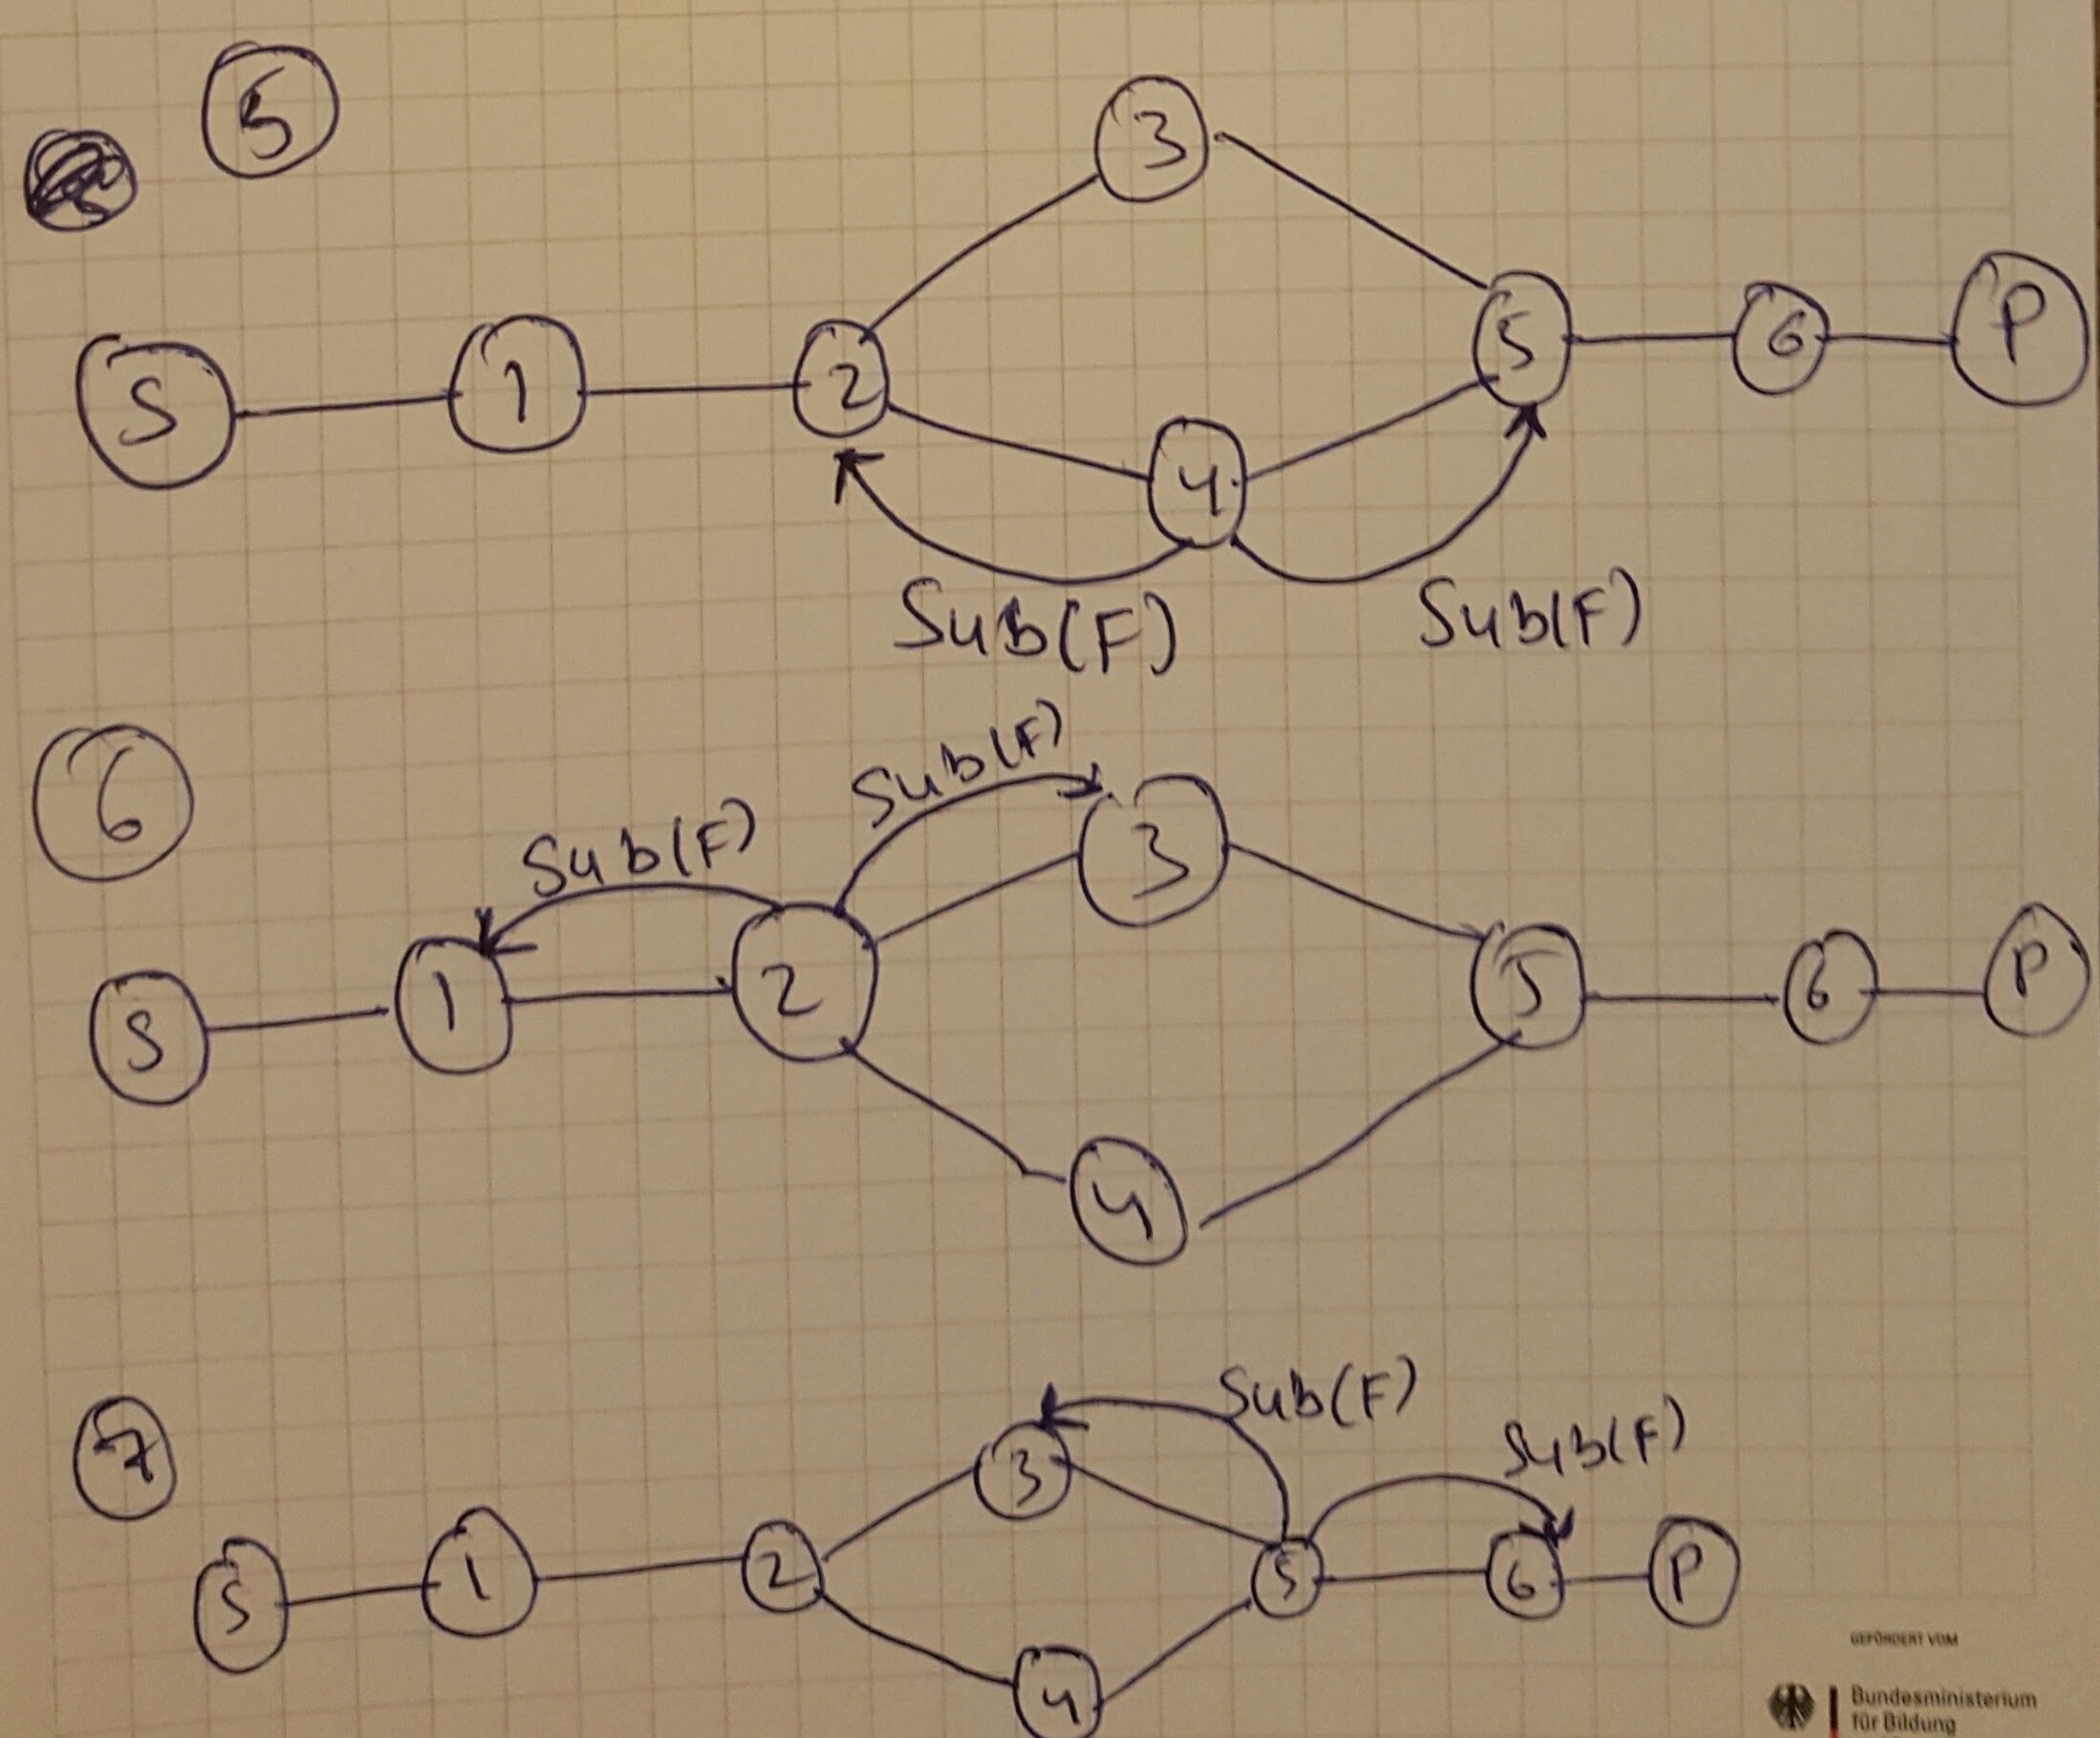 5
3
S 1 2 5 6 P
4
Sub(F) Sub(F)
6
Sub(F) Sub(F)
3
S 1 2 5 6 P
4
7
Sub(F) Sub(F)
3
S 1 2 5 6 P
4
GEFÖRDERT VOM
Bundesministerium
für Bildung